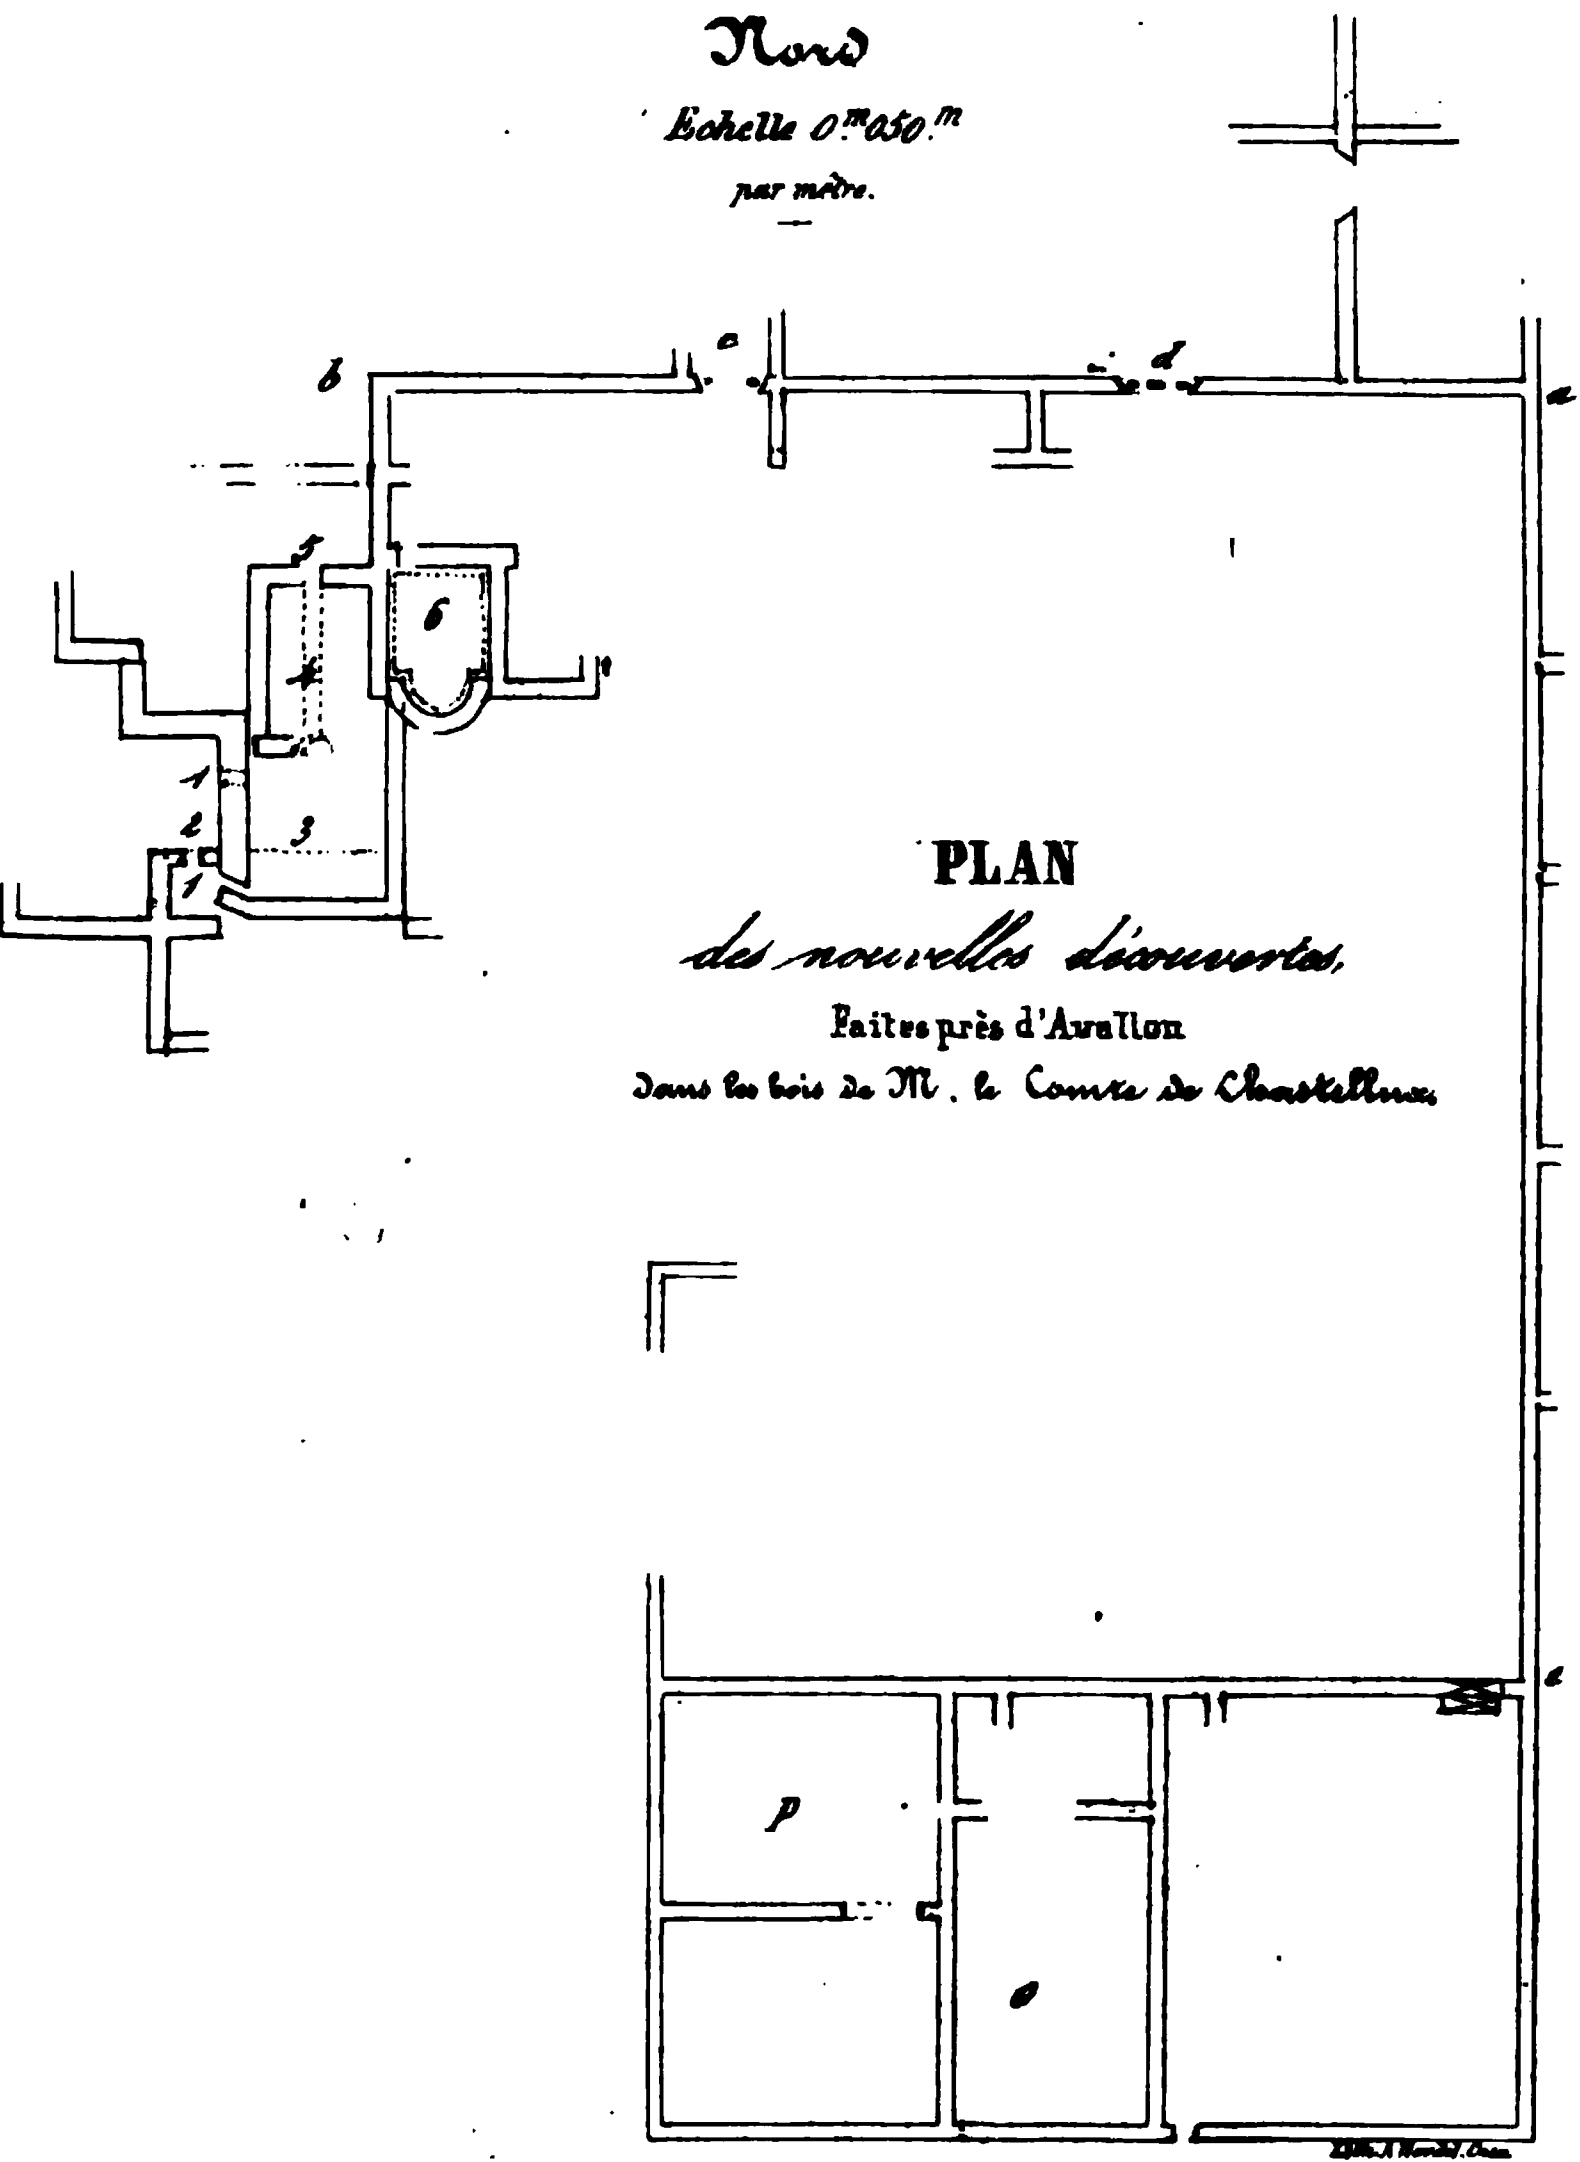 Nord
Echelle 0.m 050.m
par mètre.
c
b
d
a
5
6
4
1
2
3
1
PLAN
des nouvelles découvertes,
Faites près d'Avallon
dans les bois de M. le Comte de Chastellux.
e
p
o